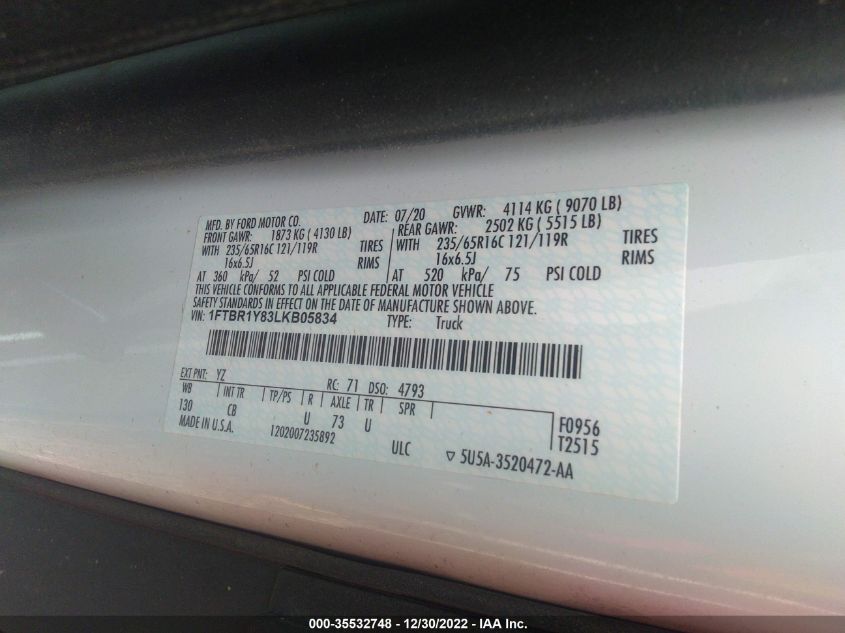 MFD. BY FORD MOTOR CO. DATE: 07/20 GVWR: 4114 KG ( 9070 LB)
FRONT GAWR: 1873 KG ( 4130 LB) REAR GAWR: 2502 KG ( 5515 LB)
WITH 235/65R16C 121/119R TIRES WITH 235/65R16C 121/119R TIRES
16x6.5J RIMS 16x6.5J RIMS
AT 360 kPa/ 52 PSI COLD AT 520 kPa/ 75 PSI COLD
THIS VEHICLE CONFORMS TO ALL APPLICABLE FEDERAL MOTOR VEHICLE
SAFETY STANDARDS IN EFFECT ON THE DATE OF MANUFACTURE SHOWN ABOVE.
VIN: 1FTBR1Y83LKB05834 TYPE: Truck
EXT PNT: YZ RC: 71 DSO: 4793
WB INT TR TP/PS R AXLE TR SPR
130 CB U 73 U F0956
MADE IN U.S.A. 1202007235892 T2515
ULC ▽ 5U5A-3520472-AA
000-35532748 - 12/30/2022 - IAA Inc.